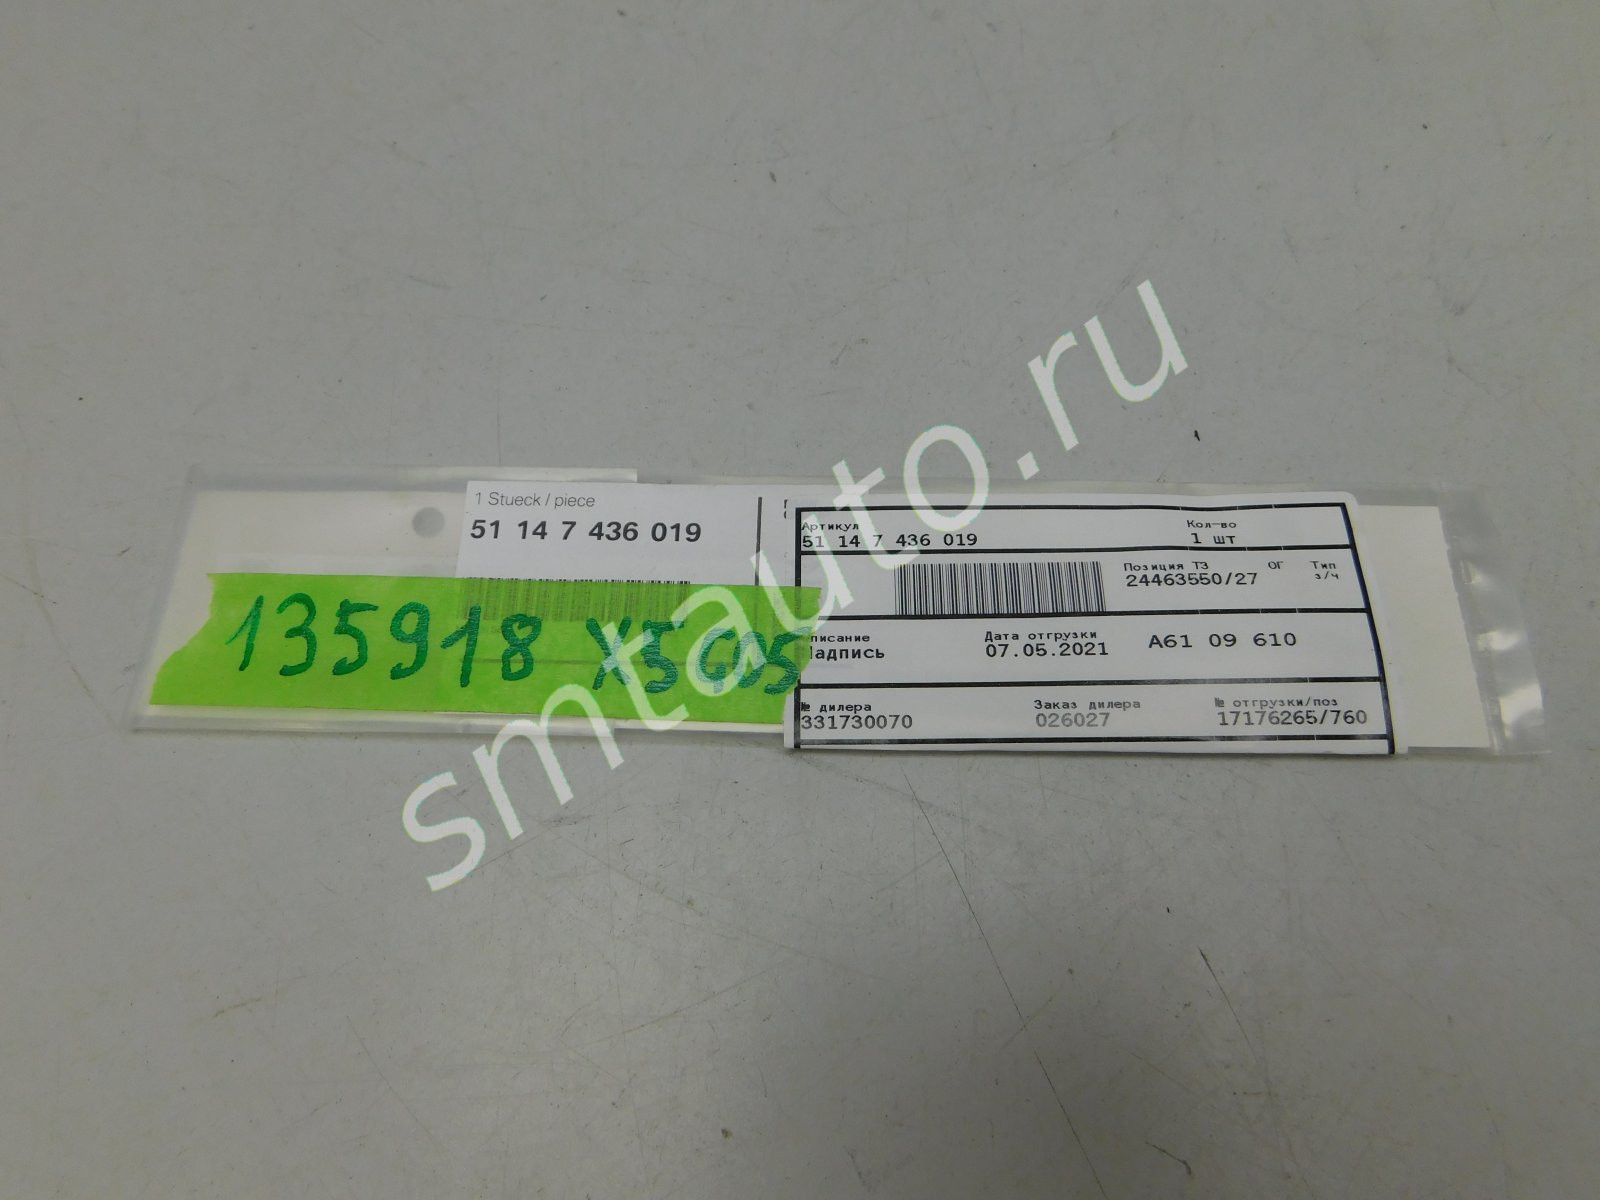 1 Stueck / piece
51 14 7 436 019
135918 X5 G05
Артикул Кол-во
51 14 7 436 019 1 шт
Позиция ТЗ ОГ Тип з/ч
24463550/27
писание Дата отгрузки A61 09 610
Надпись 07.05.2021
№ дилера Заказ дилера № отгрузки/поз
331730070 026027 17176265/760
smtauto.ru